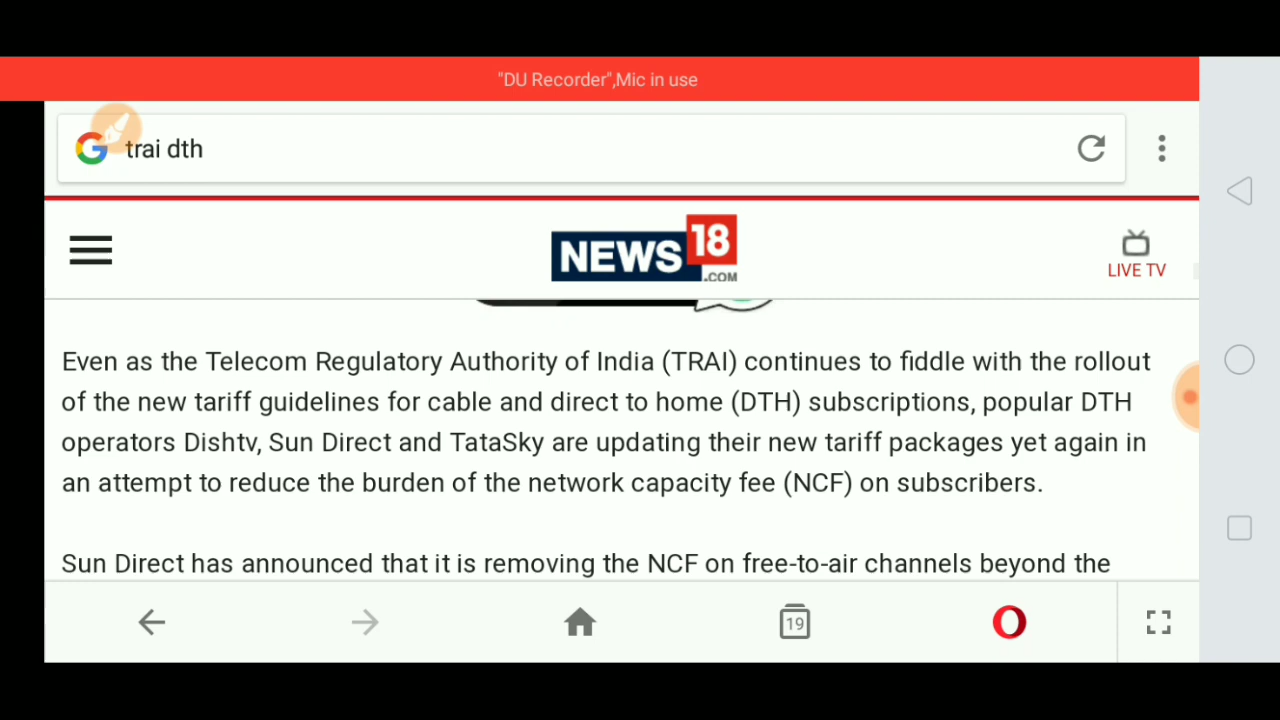 "DU Recorder",Mic in use
trai dth
NEWS 18 .COM
LIVE TV
Even as the Telecom Regulatory Authority of India (TRAI) continues to fiddle with the rollout
of the new tariff guidelines for cable and direct to home (DTH) subscriptions, popular DTH
operators Dishtv, Sun Direct and TataSky are updating their new tariff packages yet again in
an attempt to reduce the burden of the network capacity fee (NCF) on subscribers.
Sun Direct has announced that it is removing the NCF on free-to-air channels beyond the
19